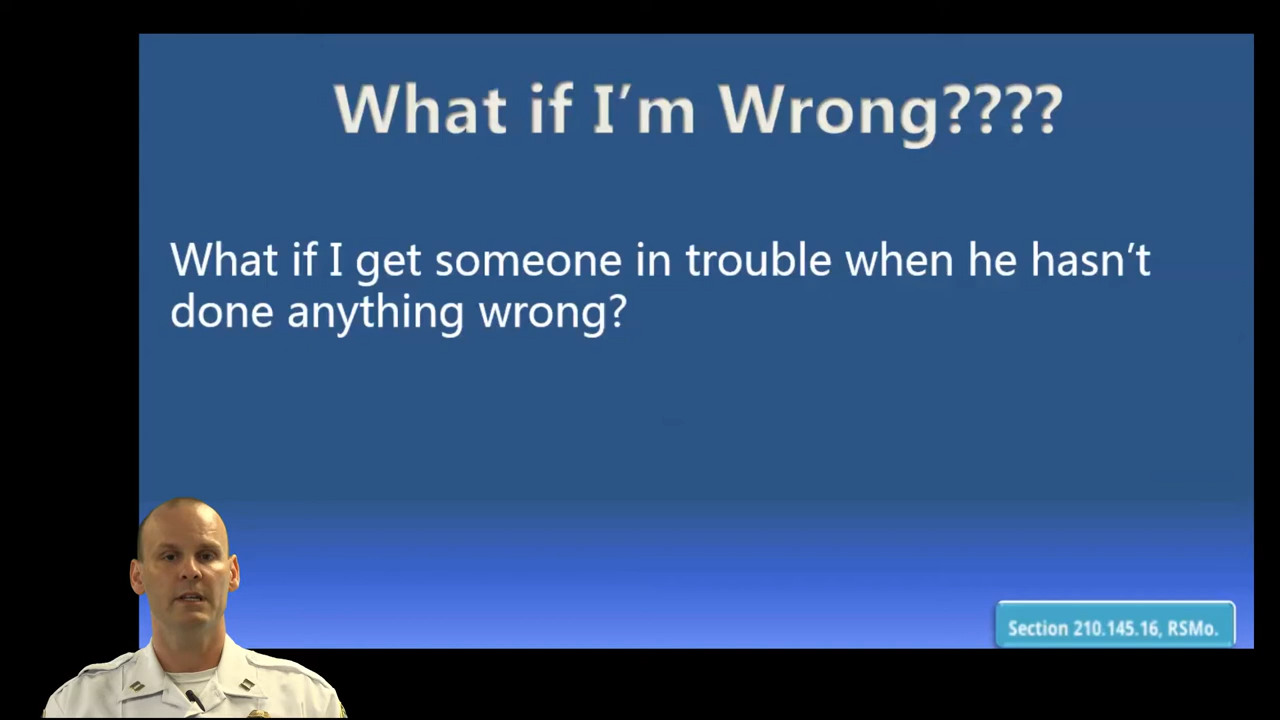 What if I’m Wrong????
What if I get someone in trouble when he hasn’t
done anything wrong?
Section 210.145.16, RSMo.